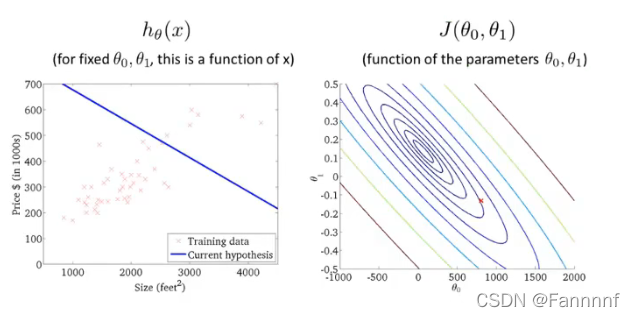 hθ(x)
(for fixed θ0, θ1, this is a function of x)
700
600
500
400
300
200
100
0
Price $ (in 1000s)
1000
2000
3000
4000
Size (feet²)
Training data
Current hypothesis
J(θ0, θ1)
(function of the parameters θ0, θ1)
0.5
0.4
0.3
0.2
0.1
0
-0.1
-0.2
-0.3
-0.4
-0.5
θ1
-1000
-500
0
500
1000
1500
2000
θ0
CSDN @Fannnnf